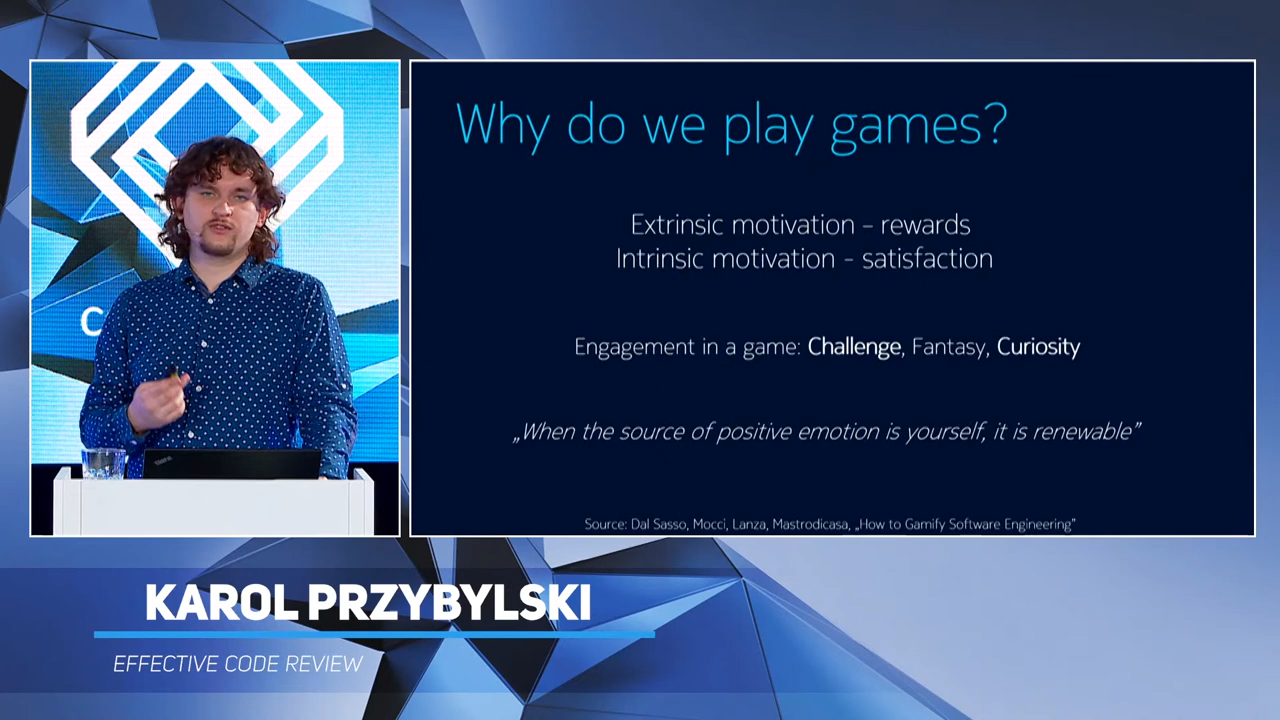 Why do we play games?
Extrinsic motivation – rewards
Intrinsic motivation – satisfaction
Engagement in a game: Challenge, Fantasy, Curiosity
„When the source of positive emotion is yourself, it is renewable”
Source: Dal Sasso, Mocci, Lanza, Mastrodicasa, „How to Gamify Software Engineering”
KAROL PRZYBYLSKI
EFFECTIVE CODE REVIEW